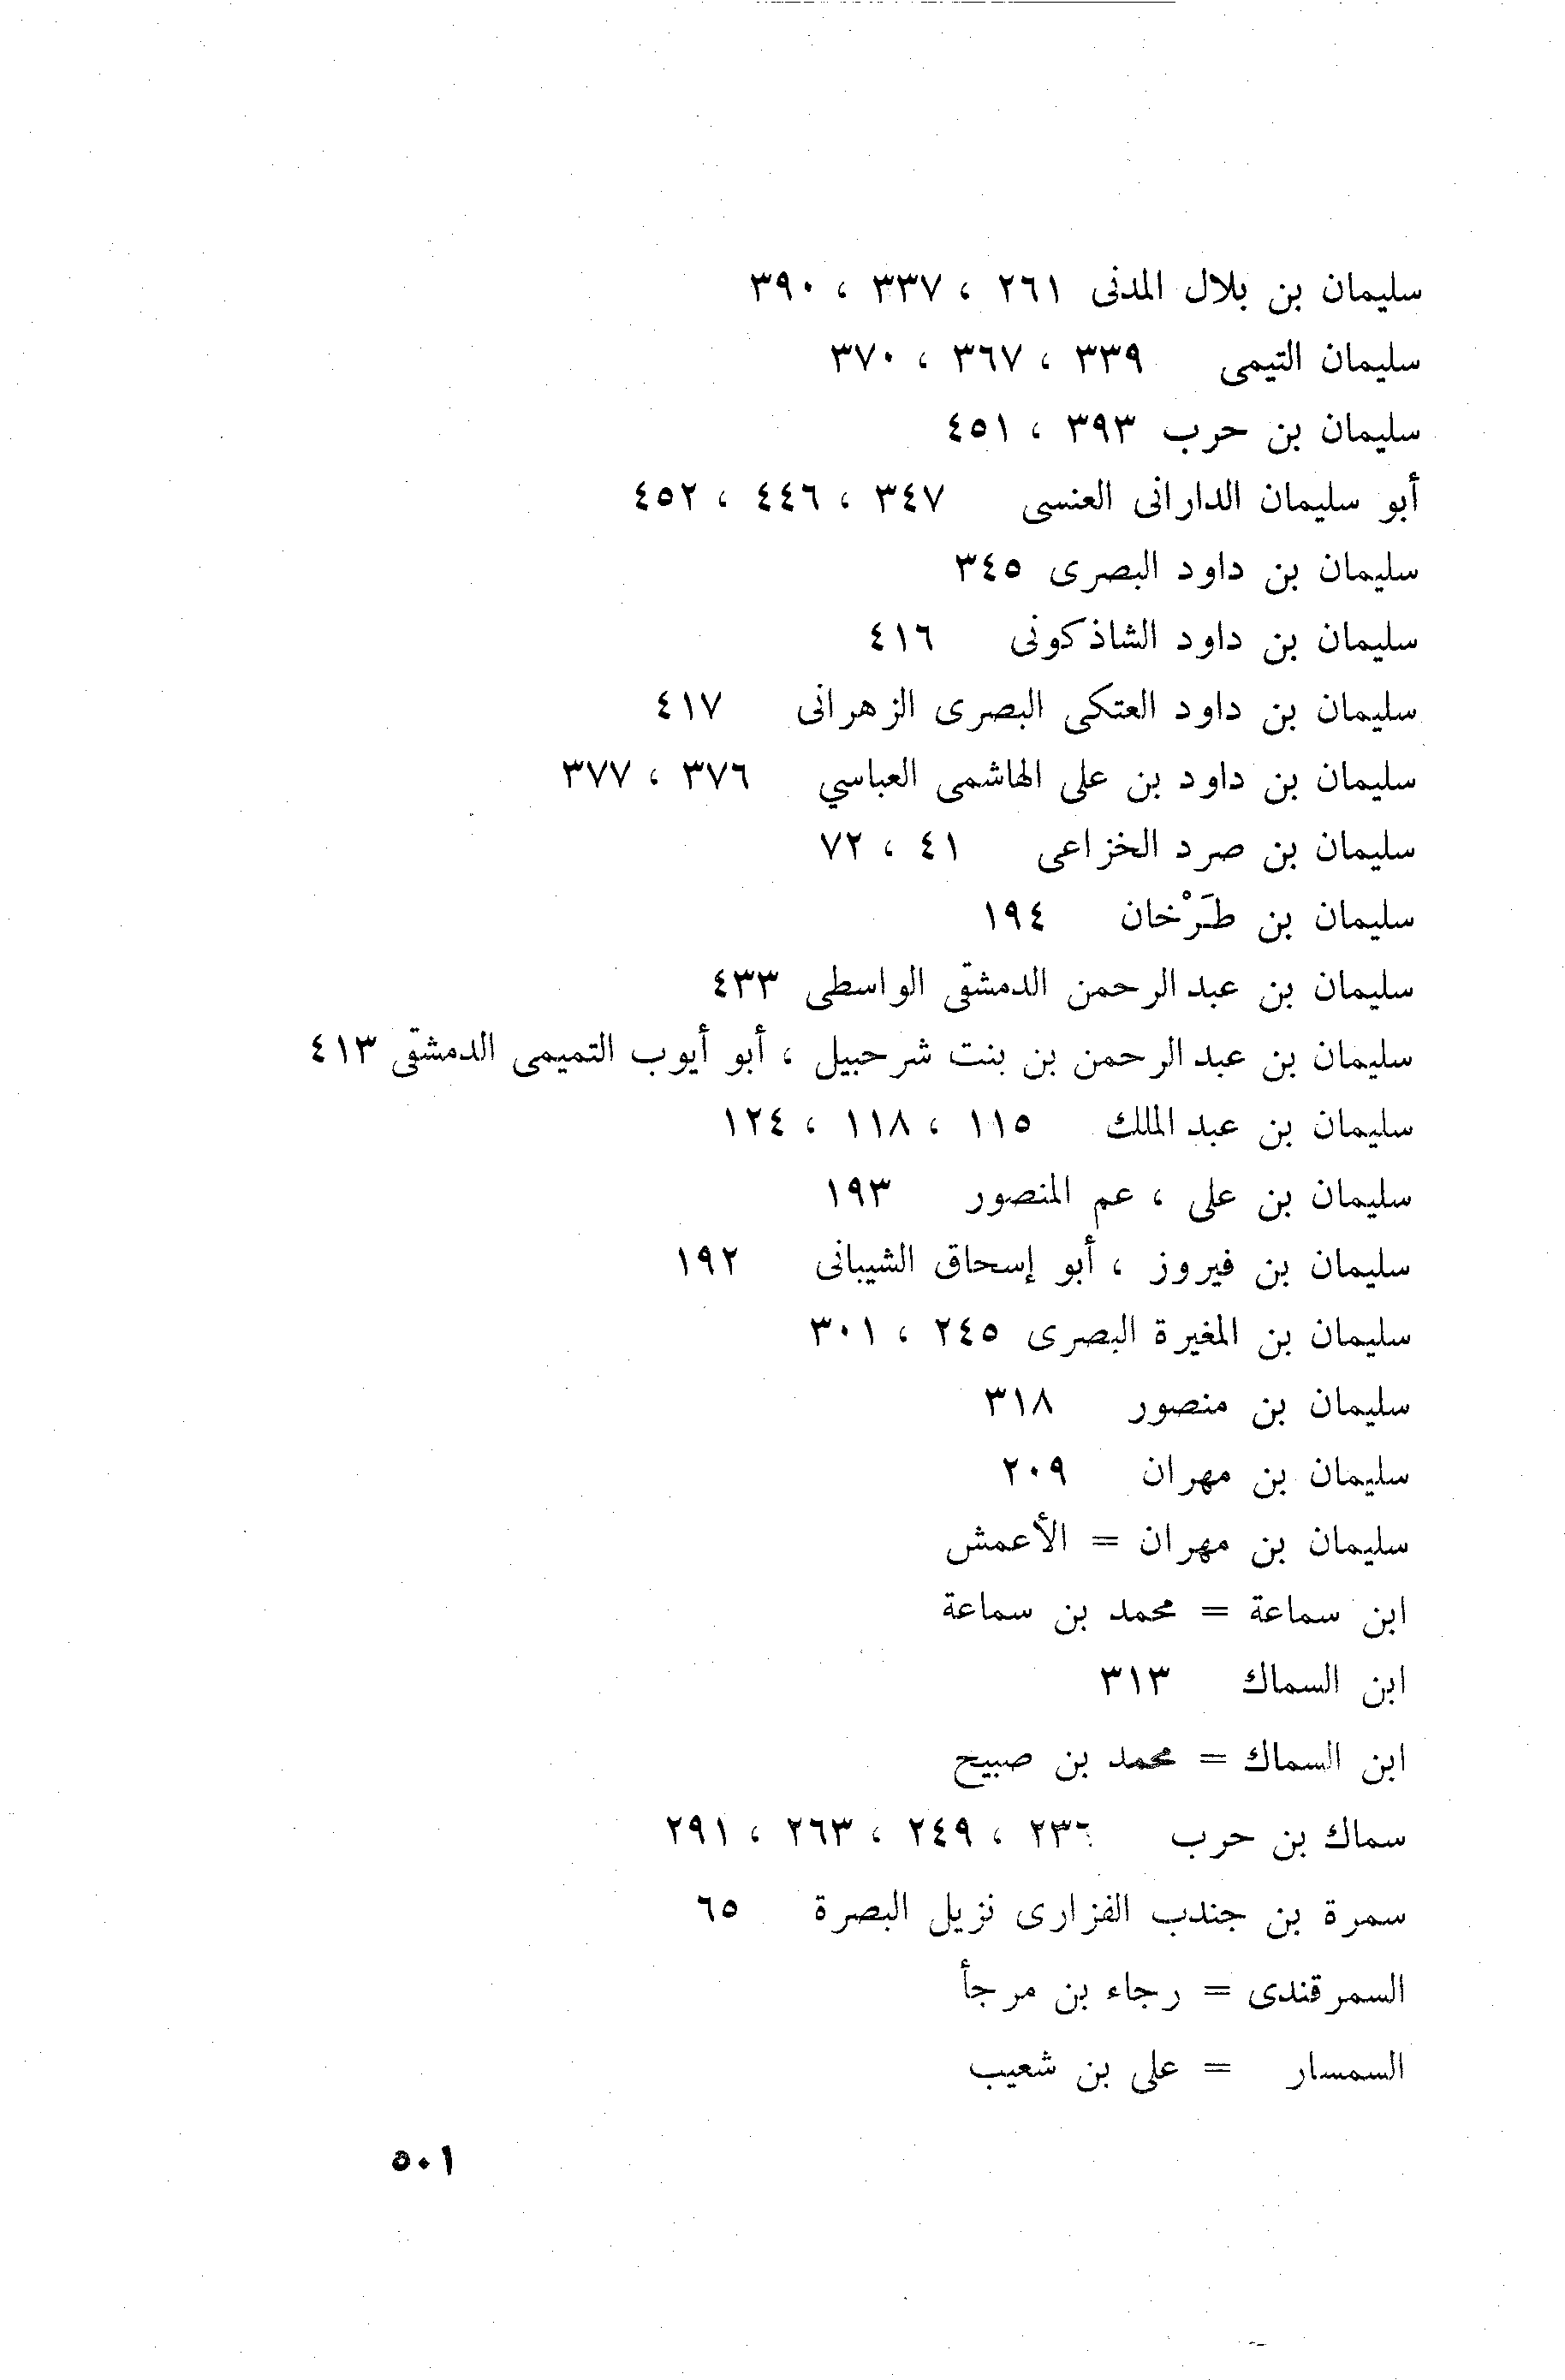 سليمان بن بلال المدنى ٢٦١ ، ٣٣٧ ، ٣٩٠
سليمان التيمى ٣٣٩ ، ٣٦٧ ، ٣٧٠
سليمان بن حرب ٣٩٣ ، ٤٥١
أبو سليمان الدارانى العنسى ٣٤٧ ، ٤٤٦ ، ٤٥٢
سليمان بن داود البصرى ٣٤٥
سليمان بن داود الشاذكونى ٤١٦
سليمان بن داود العتكى البصرى الزهرانى ٤١٧
سليمان بن داود بن على الهاشمى العباسي ٣٧٦ ، ٣٧٧
سليمان بن صرد الخزاعى ٤١ ، ٧٢
سليمان بن طَرْخان ١٩٤
سليمان بن عبد الرحمن الدمشقى الواسطى ٤٣٣
سليمان بن عبد الرحمن بن بنت شرحبيل ، أبو أيوب التميمى الدمشقى ٤١٣
سليمان بن عبد الملك ١١٥ ، ١١٨ ، ١٢٤
سليمان بن على ، عم المنصور ١٩٣
سليمان بن فيروز ، أبو إسحاق الشيبانى ١٩٢
سليمان بن المغيرة البصرى ٢٤٥ ، ٣٠١
سليمان بن منصور ٣١٨
سليمان بن مهران ٢٠٩
سليمان بن مهران = الأعمش
ابن سماعة = محمد بن سماعة
ابن السماك ٣١٣
ابن السماك = محمد بن صبيح
سماك بن حرب ٢٣٦ ، ٢٤٩ ، ٢٦٣ ، ٢٩١
سمرة بن جندب الفزارى نزيل البصرة ٦٥
السمرقندى = رجاء بن مرجأ
السمسار = على بن شعيب
٥٠١